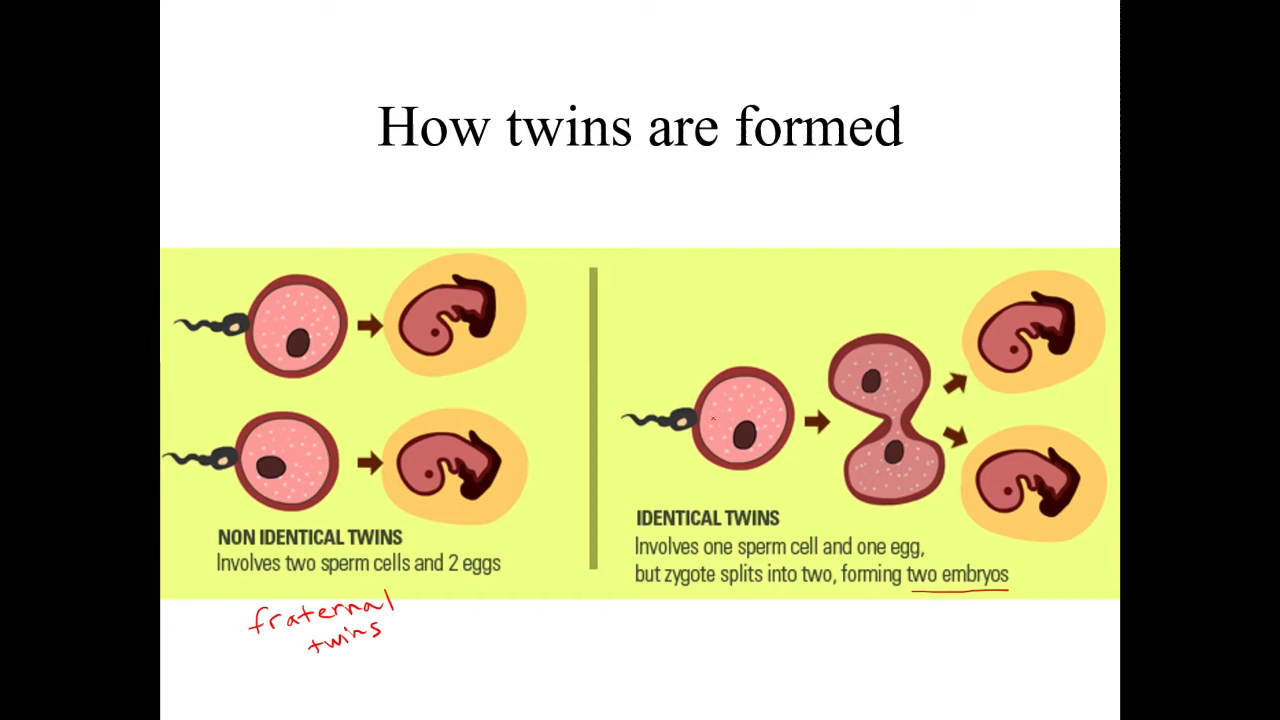 How twins are formed
NON IDENTICAL TWINS
Involves two sperm cells and 2 eggs
fraternal
twins
IDENTICAL TWINS
Involves one sperm cell and one egg,
but zygote splits into two, forming two embryos